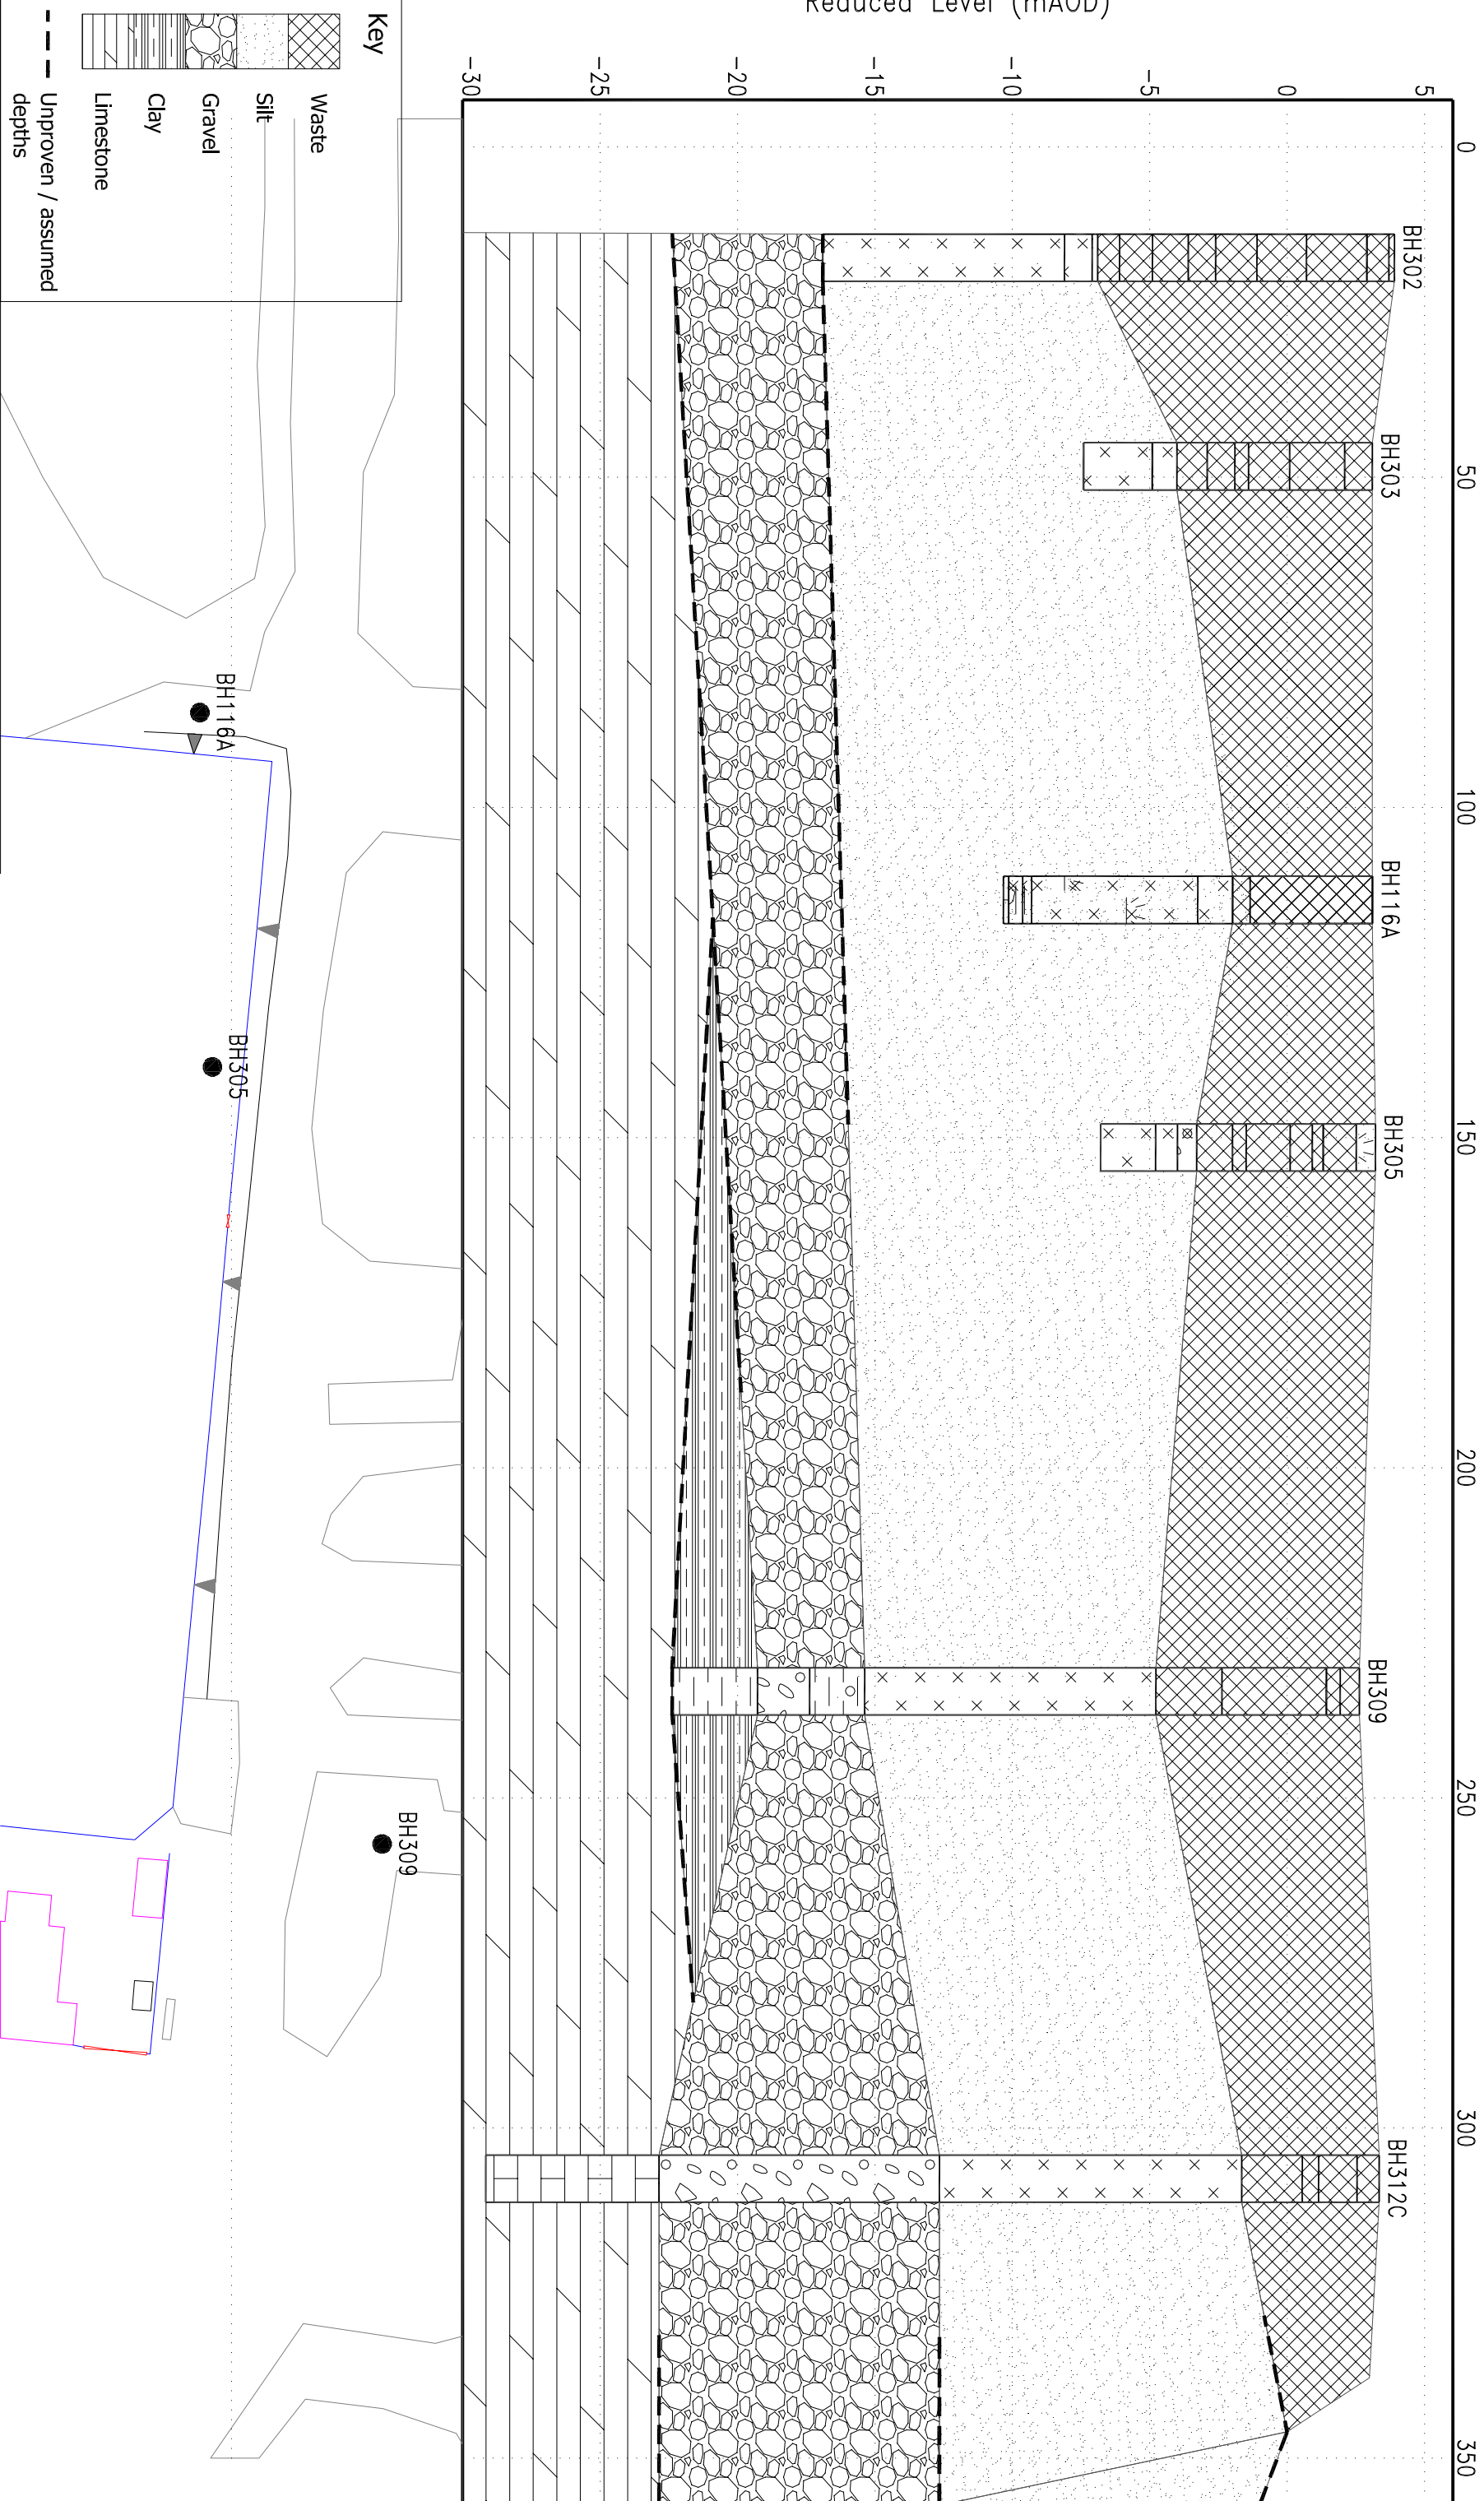 Reduced Level (mAOD)
5
0
-5
-10
-15
-20
-25
-30
0
50
100
150
200
250
300
350
BH302
BH303
BH116A
BH305
BH309
BH312C
Key
Waste
Silt
Gravel
Clay
Limestone
Unproven / assumed
depths
BH116A
BH305
BH309